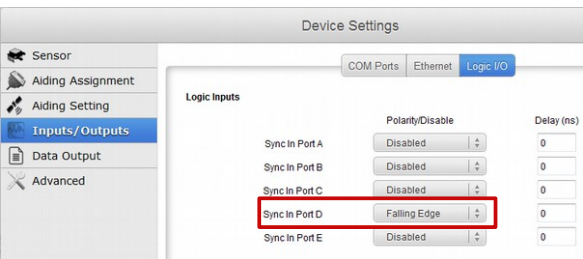 Device Settings
Sensor
Aiding Assignment
Aiding Setting
Inputs/Outputs
Data Output
Advanced
COM Ports Ethernet Logic I/O
Logic Inputs
Polarity/Disable Delay (ns)
Sync In Port A Disabled 0
Sync In Port B Disabled 0
Sync In Port C Disabled 0
Sync In Port D Falling Edge 0
Sync In Port E Disabled 0